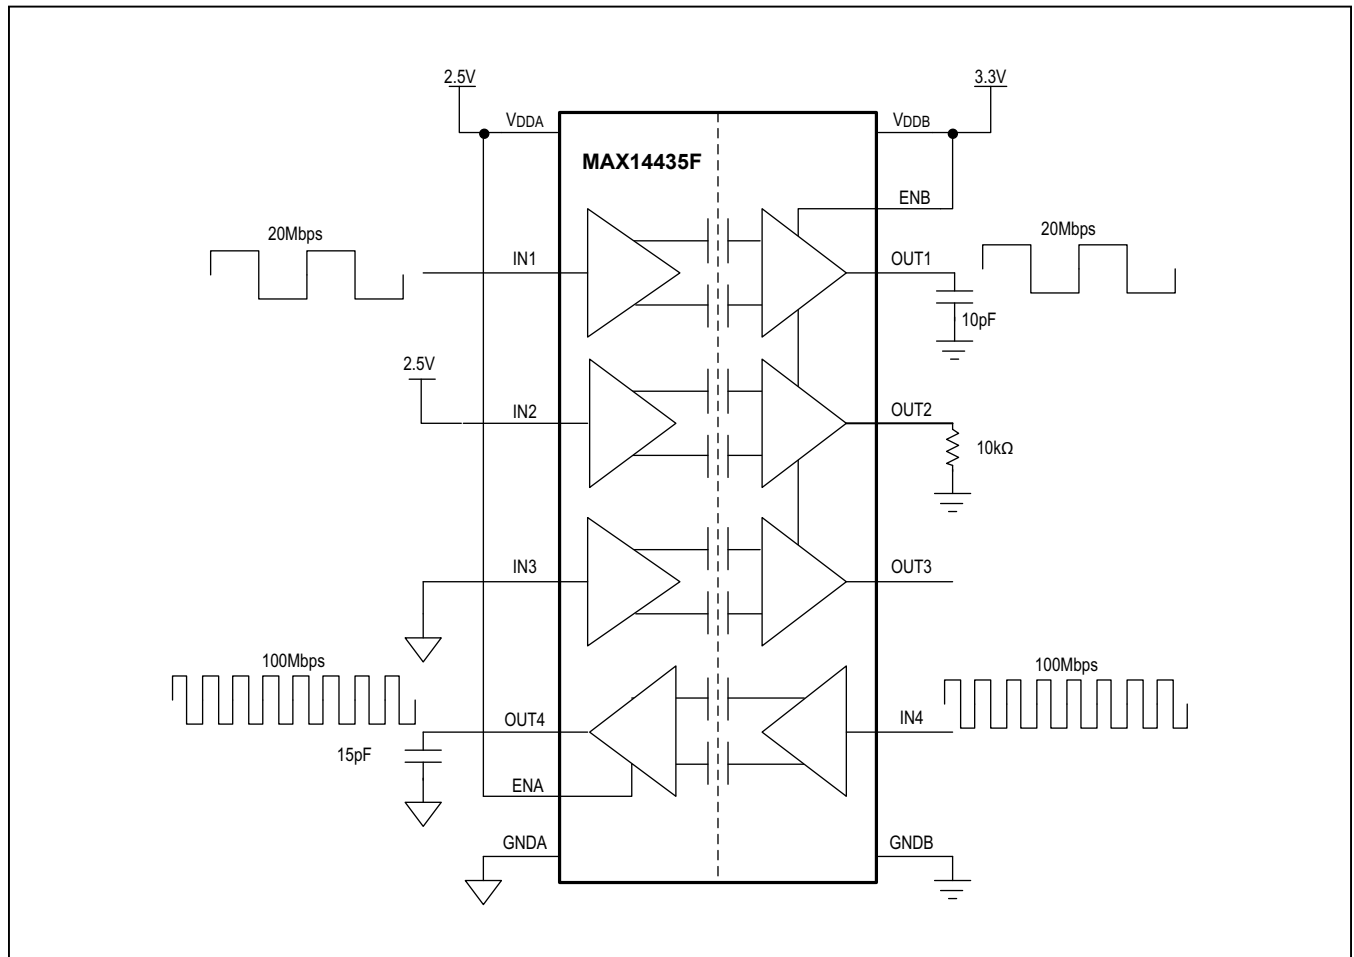 2.5V
3.3V
VDDA
VDDB
MAX14435F
ENB
20Mbps
20Mbps
IN1
OUT1
10pF
2.5V
IN2
OUT2
10kΩ
IN3
OUT3
100Mbps
100Mbps
OUT4
IN4
15pF
ENA
GNDA
GNDB